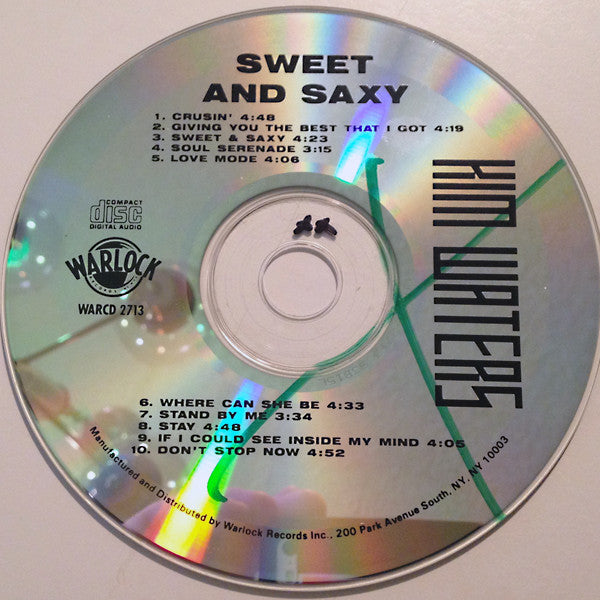 SWEET
AND SAXY
1. CRUSIN' 4:48
2. GIVING YOU THE BEST THAT I GOT 4:19
3. SWEET & SAXY 4:23
4. SOUL SERENADE 3:15
5. LOVE MODE 4:06
KIM WATERS
COMPACT
disc
DIGITAL AUDIO
WARLOCK
WARCD 2713
6. WHERE CAN SHE BE 4:33
7. STAND BY ME 3:34
8. STAY 4:48
9. IF I COULD SEE INSIDE MY MIND 4:05
10. DON'T STOP NOW 4:52
Manufactured and Distributed by Warlock Records Inc., 200 Park Avenue South, NY, NY 10003